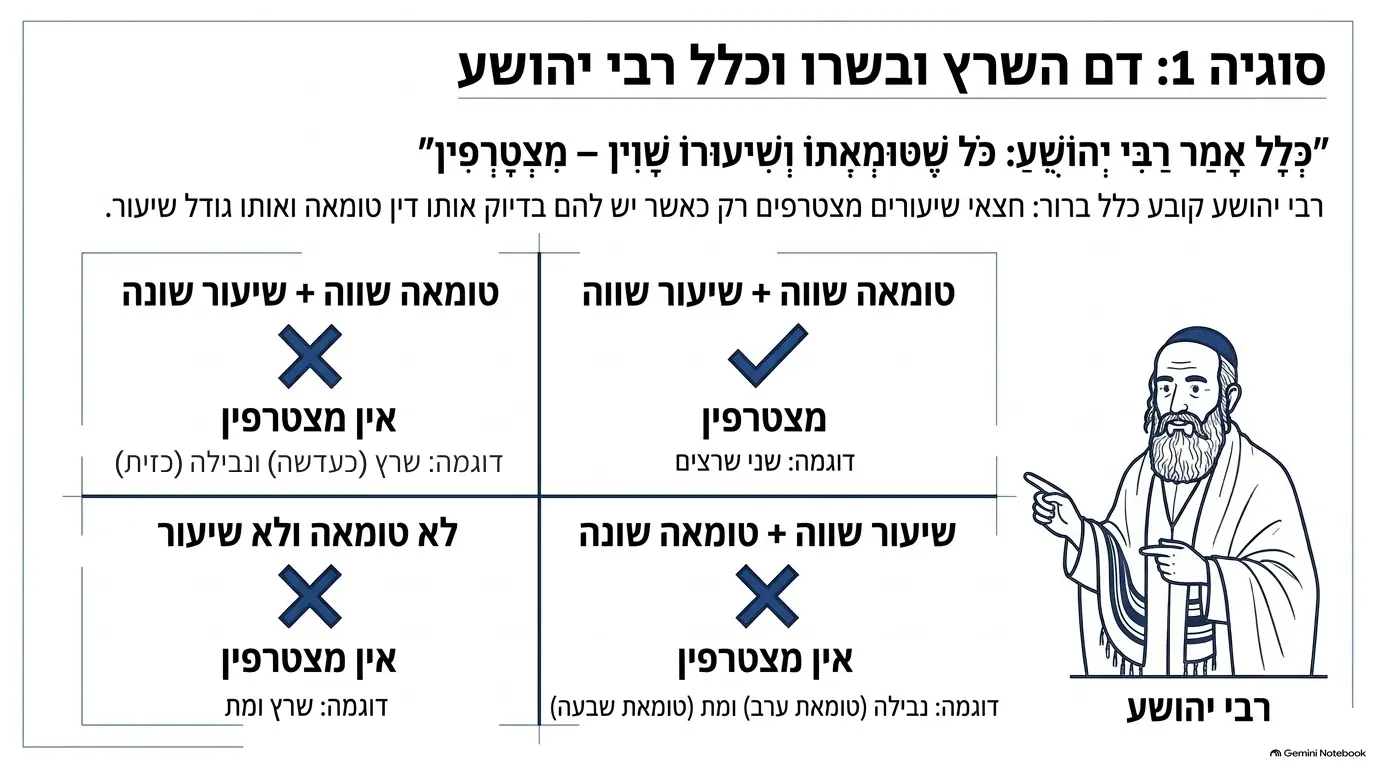 סוגיה 1: דם השרץ ובשרו וכלל רבי יהושע
"כְּלָל אָמַר רַבִּי יְהוֹשֻׁעַ: כֹּל שֶׁטּוּמְאָתוֹ וְשִׁיעוּרוֹ שָׁוִין – מִצְטָרְפִין"
רבי יהושע קובע כלל ברור: חצאי שיעורים מצטרפים רק כאשר יש להם בדיוק אותו דין טומאה ואותו גודל שיעור.
טומאה שווה + שיעור שווה
מצטרפין
דוגמה: שני שרצים
טומאה שווה + שיעור שונה
אין מצטרפין
דוגמה: שרץ (כעדשה) ונבילה (כזית)
שיעור שווה + טומאה שונה
אין מצטרפין
דוגמה: נבילה (טומאת ערב) ומת (טומאת שבעה)
לא טומאה ולא שיעור
אין מצטרפין
דוגמה: שרץ ומת
רבי יהושע
Gemini Notebook